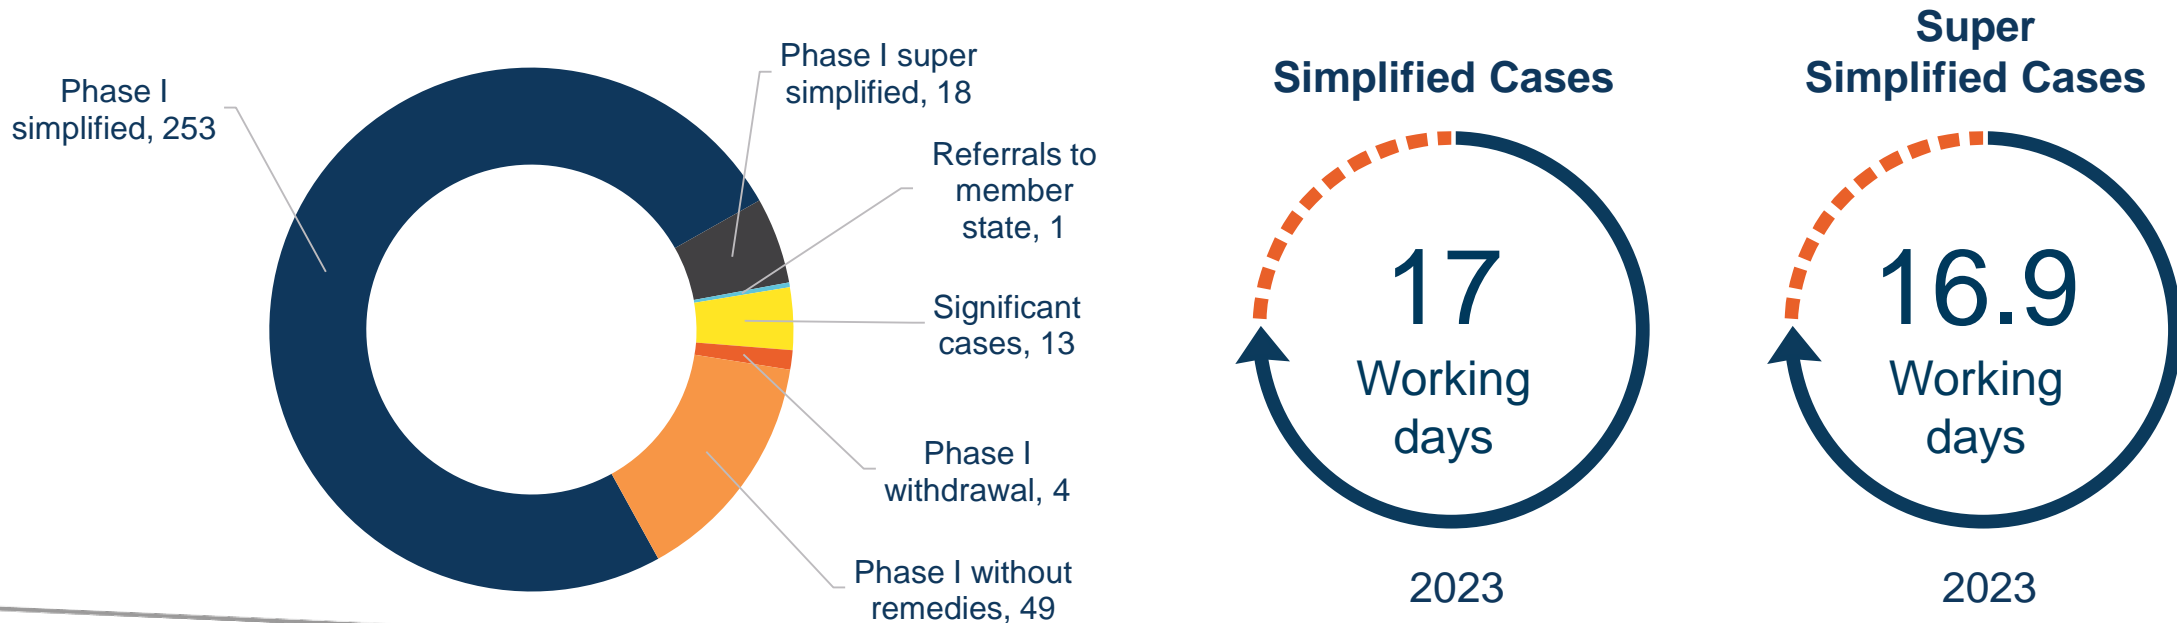 Phase I
simplified, 253
Phase I super
simplified, 18
Referrals to
member
state, 1
Significant
cases, 13
Phase I
withdrawal, 4
Phase I without
remedies, 49
Simplified Cases
17
Working
days
2023
Super
Simplified Cases
16.9
Working
days
2023